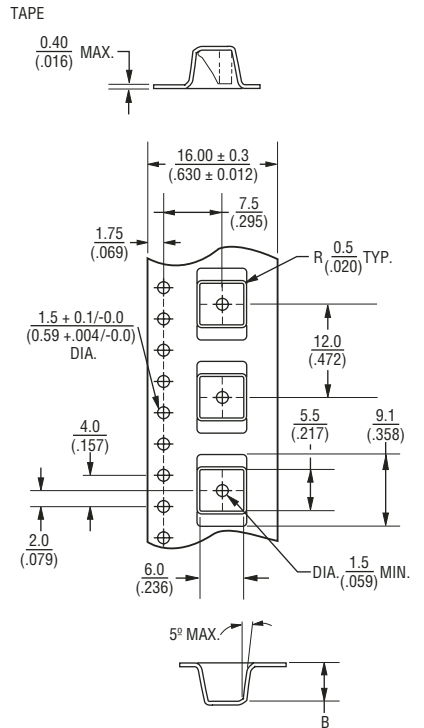 TAPE
0.40
(.016)
MAX.
16.00 ± 0.3
(.630 ± 0.012)
7.5
(.295)
1.75
(.069)
R 0.5
(.020)
TYP.
1.5 + 0.1/-0.0
(0.59 +.004/-0.0)
DIA.
12.0
(.472)
5.5
(.217)
9.1
(.358)
4.0
(.157)
2.0
(.079)
6.0
(.236)
DIA. 1.5
(.059)
MIN.
5º MAX.
B